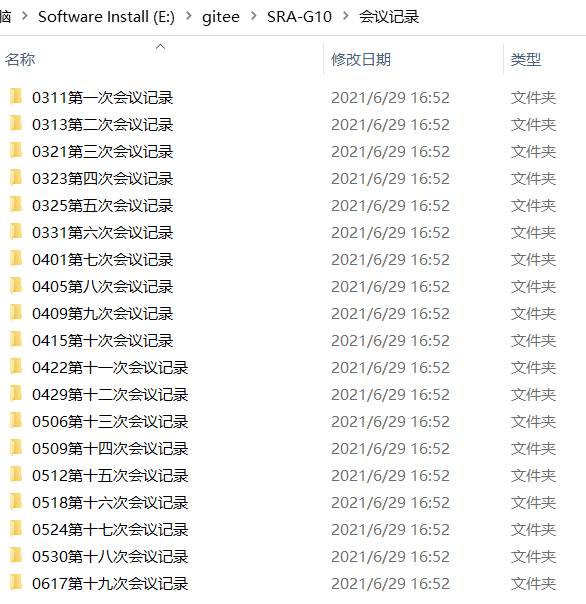 脑 > Software Install (E:) > gitee > SRA-G10 > 会议记录
名称 修改日期 类型
0311第一次会议记录 2021/6/29 16:52 文件夹
0313第二次会议记录 2021/6/29 16:52 文件夹
0321第三次会议记录 2021/6/29 16:52 文件夹
0323第四次会议记录 2021/6/29 16:52 文件夹
0325第五次会议记录 2021/6/29 16:52 文件夹
0331第六次会议记录 2021/6/29 16:52 文件夹
0401第七次会议记录 2021/6/29 16:52 文件夹
0405第八次会议记录 2021/6/29 16:52 文件夹
0409第九次会议记录 2021/6/29 16:52 文件夹
0415第十次会议记录 2021/6/29 16:52 文件夹
0422第十一次会议记录 2021/6/29 16:52 文件夹
0429第十二次会议记录 2021/6/29 16:52 文件夹
0506第十三次会议记录 2021/6/29 16:52 文件夹
0509第十四次会议记录 2021/6/29 16:52 文件夹
0512第十五次会议记录 2021/6/29 16:52 文件夹
0518第十六次会议记录 2021/6/29 16:52 文件夹
0524第十七次会议记录 2021/6/29 16:52 文件夹
0530第十八次会议记录 2021/6/29 16:52 文件夹
0617第十九次会议记录 2021/6/29 16:52 文件夹